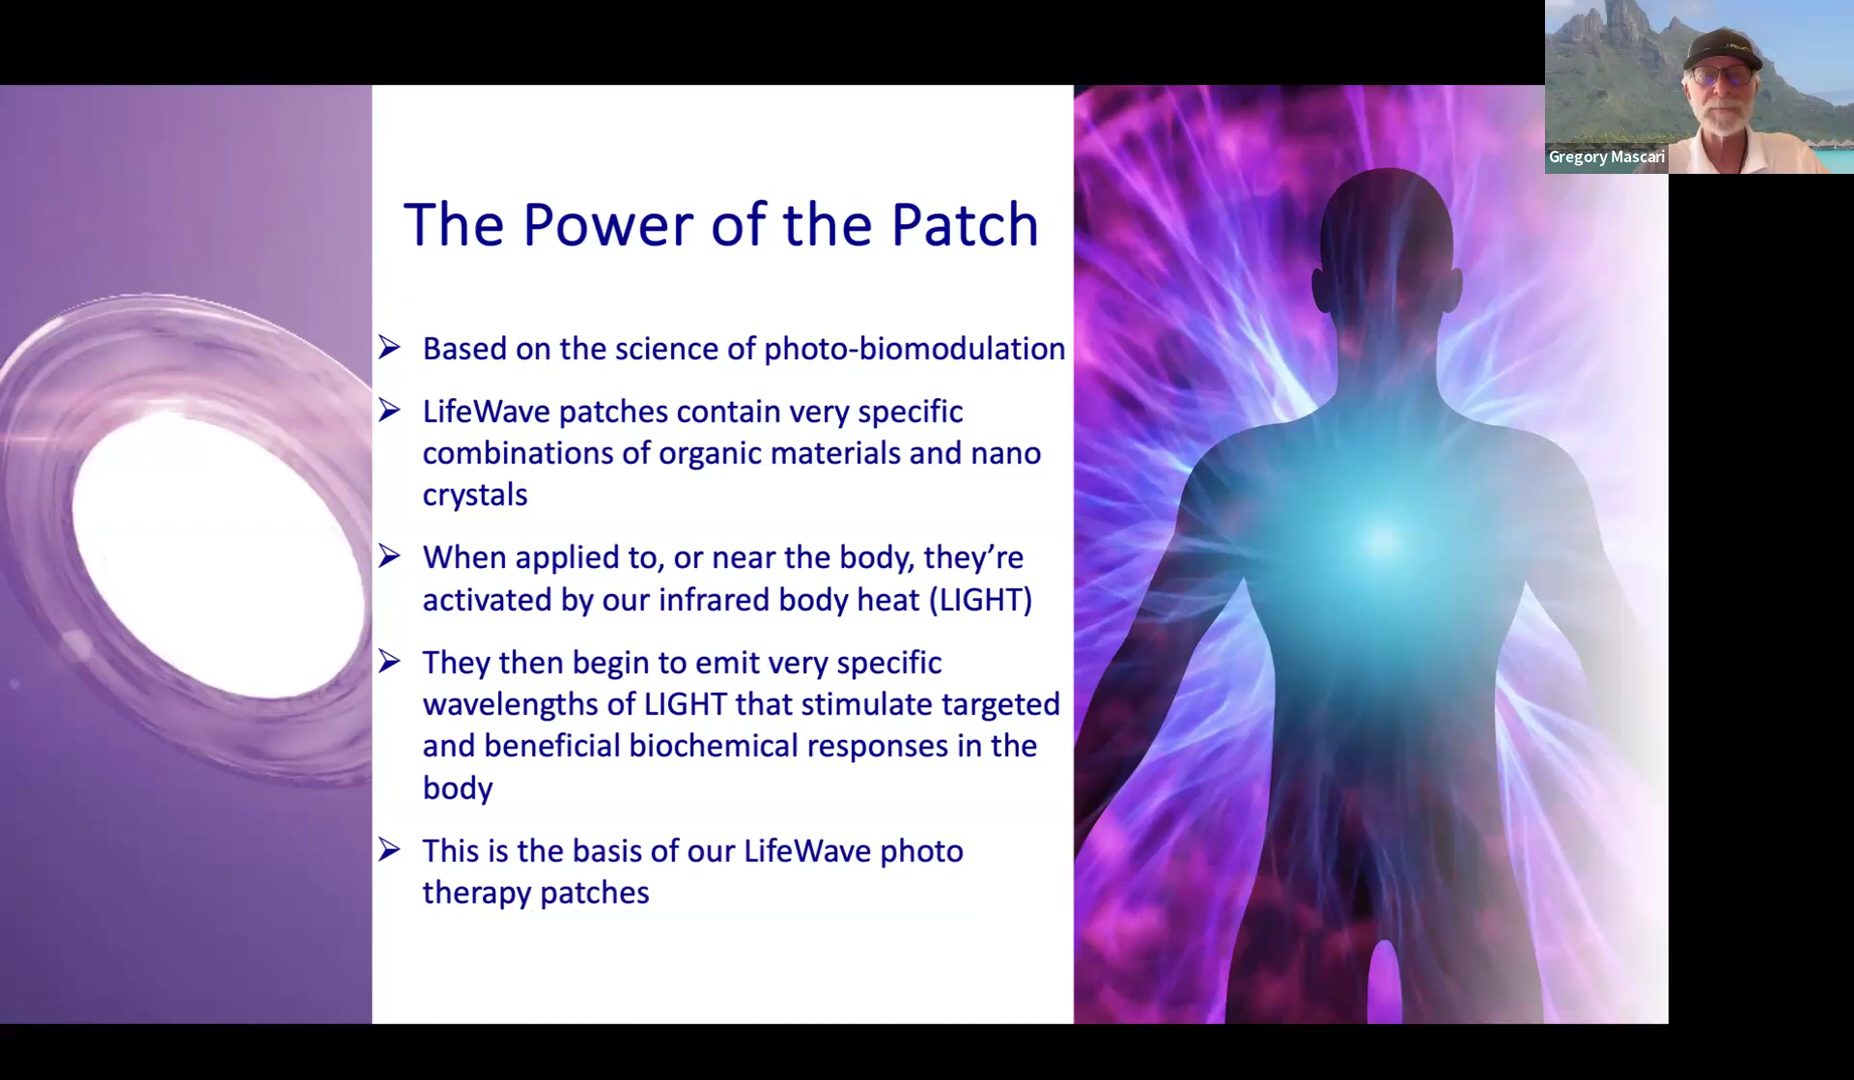 Gregory Mascari
The Power of the Patch
➢ Based on the science of photo-biomodulation
➢ LifeWave patches contain very specific
combinations of organic materials and nano
crystals
➢ When applied to, or near the body, they’re
activated by our infrared body heat (LIGHT)
➢ They then begin to emit very specific
wavelengths of LIGHT that stimulate targeted
and beneficial biochemical responses in the
body
➢ This is the basis of our LifeWave photo
therapy patches